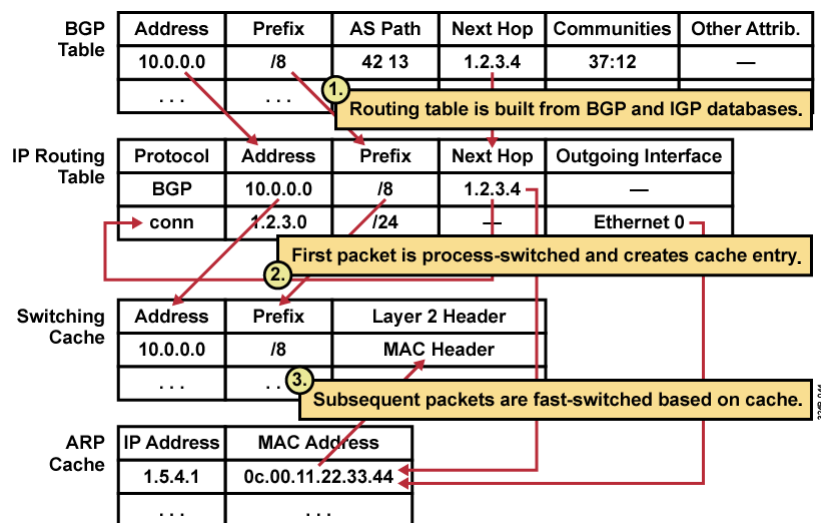 BGP Table
Address Prefix AS Path Next Hop Communities Other Attrib.
10.0.0.0 /8 42 13 1.2.3.4 37:12 —
. . . . . .
1. Routing table is built from BGP and IGP databases.
IP Routing Table
Protocol Address Prefix Next Hop Outgoing Interface
BGP 10.0.0.0 /8 1.2.3.4 —
conn 1.2.3.0 /24 — Ethernet 0
2. First packet is process-switched and creates cache entry.
Switching Cache
Address Prefix Layer 2 Header
10.0.0.0 /8 MAC Header
. . . . .
3. Subsequent packets are fast-switched based on cache.
ARP Cache
IP Address MAC Address
1.5.4.1 0c.00.11.22.33.44
. . . . . .